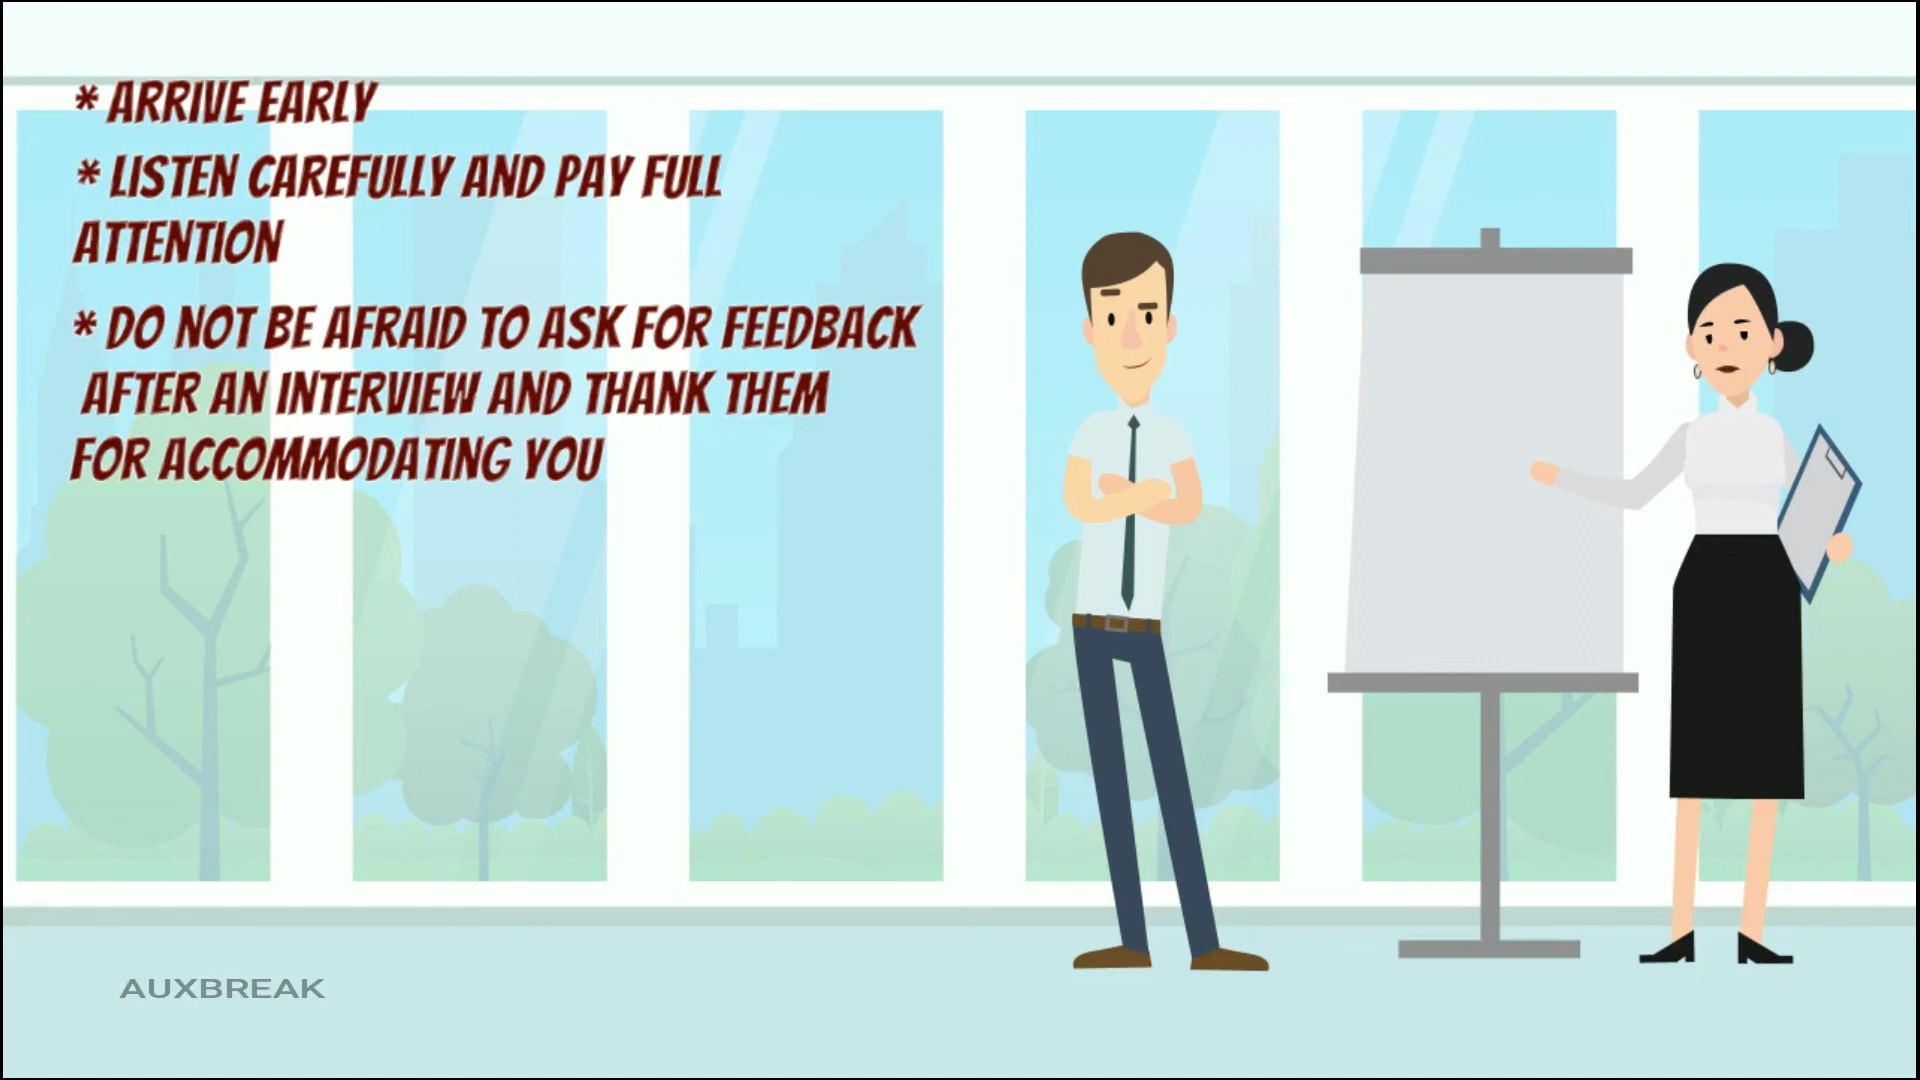 * ARRIVE EARLY
* LISTEN CAREFULLY AND PAY FULL
ATTENTION
* DO NOT BE AFRAID TO ASK FOR FEEDBACK
AFTER AN INTERVIEW AND THANK THEM
FOR ACCOMMODATING YOU
AUXBREAK